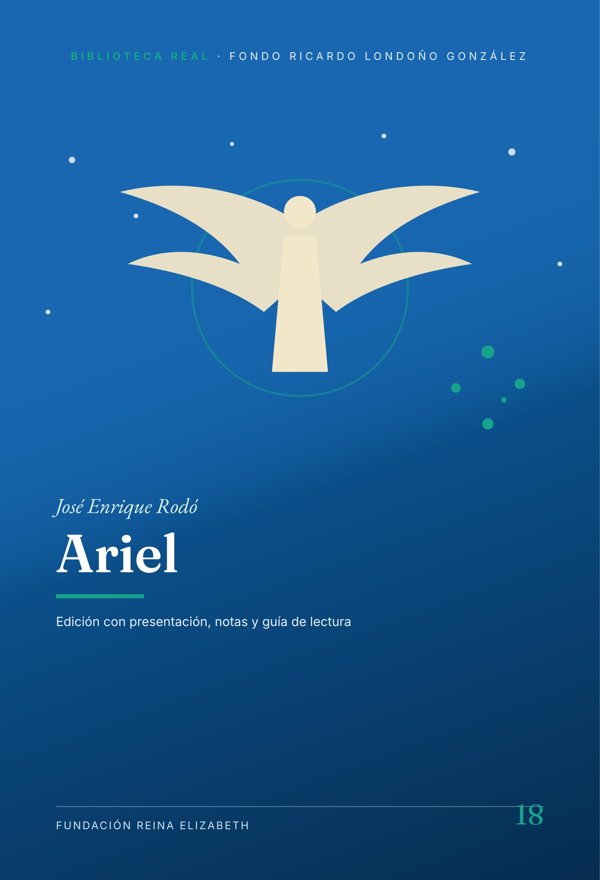 BIBLIOTECA REAL · FONDO RICARDO LONDOÑO GONZÁLEZ
José Enrique Rodó
Ariel
Edición con presentación, notas y guía de lectura
FUNDACIÓN REINA ELIZABETH
18